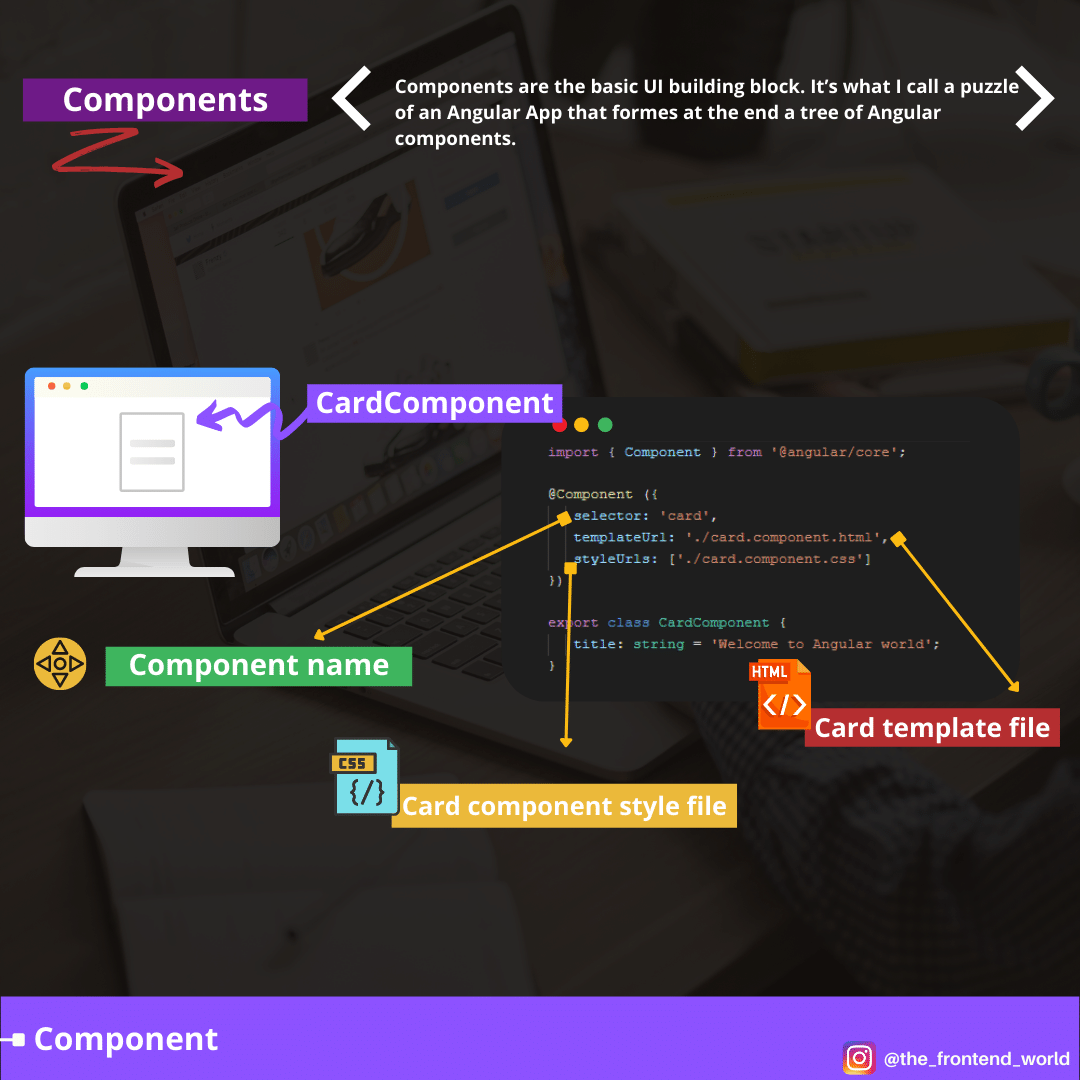 Components
Components are the basic UI building block. It’s what I call a puzzle
of an Angular App that formes at the end a tree of Angular
components.
CardComponent
import { Component } from '@angular/core';
@Component ({
selector: 'card',
templateUrl: './card.component.html',
styleUrls: ['./card.component.css']
})
export class CardComponent {
title: string = 'Welcome to Angular world';
}
Component name
HTML
</>
Card template file
CSS
{/}
Card component style file
Component
@the_frontend_world